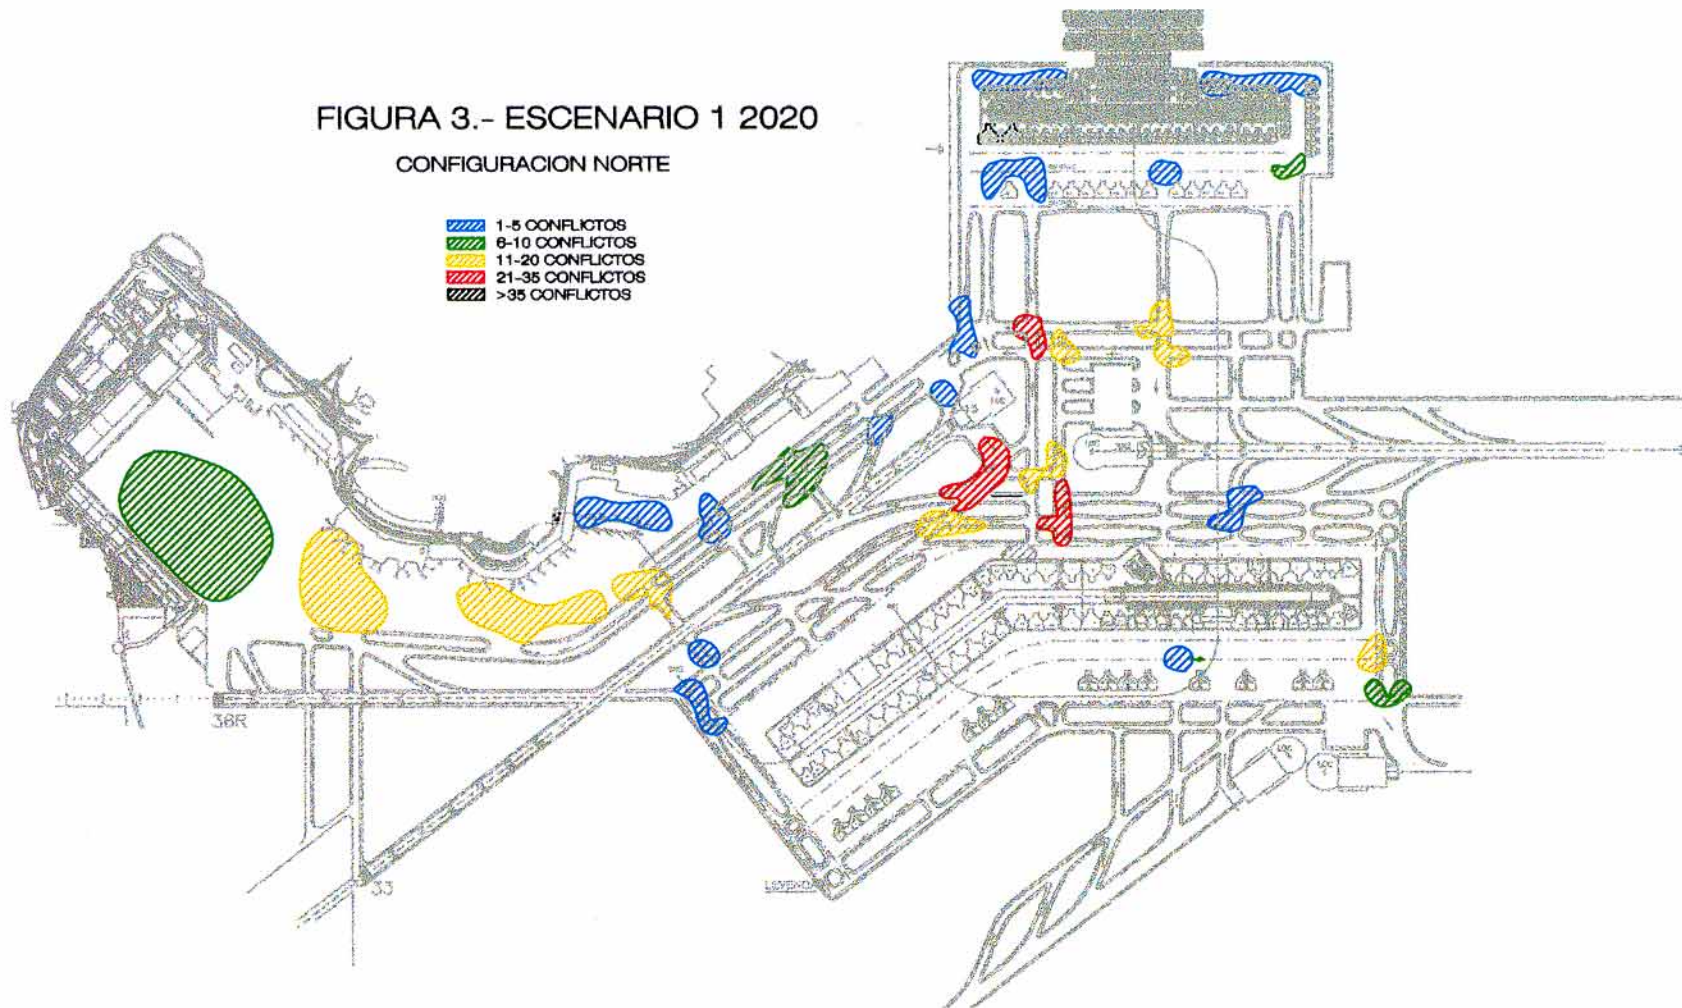 FIGURA 3.- ESCENARIO 1 2020
CONFIGURACION NORTE
1-5 CONFLICTOS
6-10 CONFLICTOS
11-20 CONFLICTOS
21-35 CONFLICTOS
>35 CONFLICTOS
36R
33